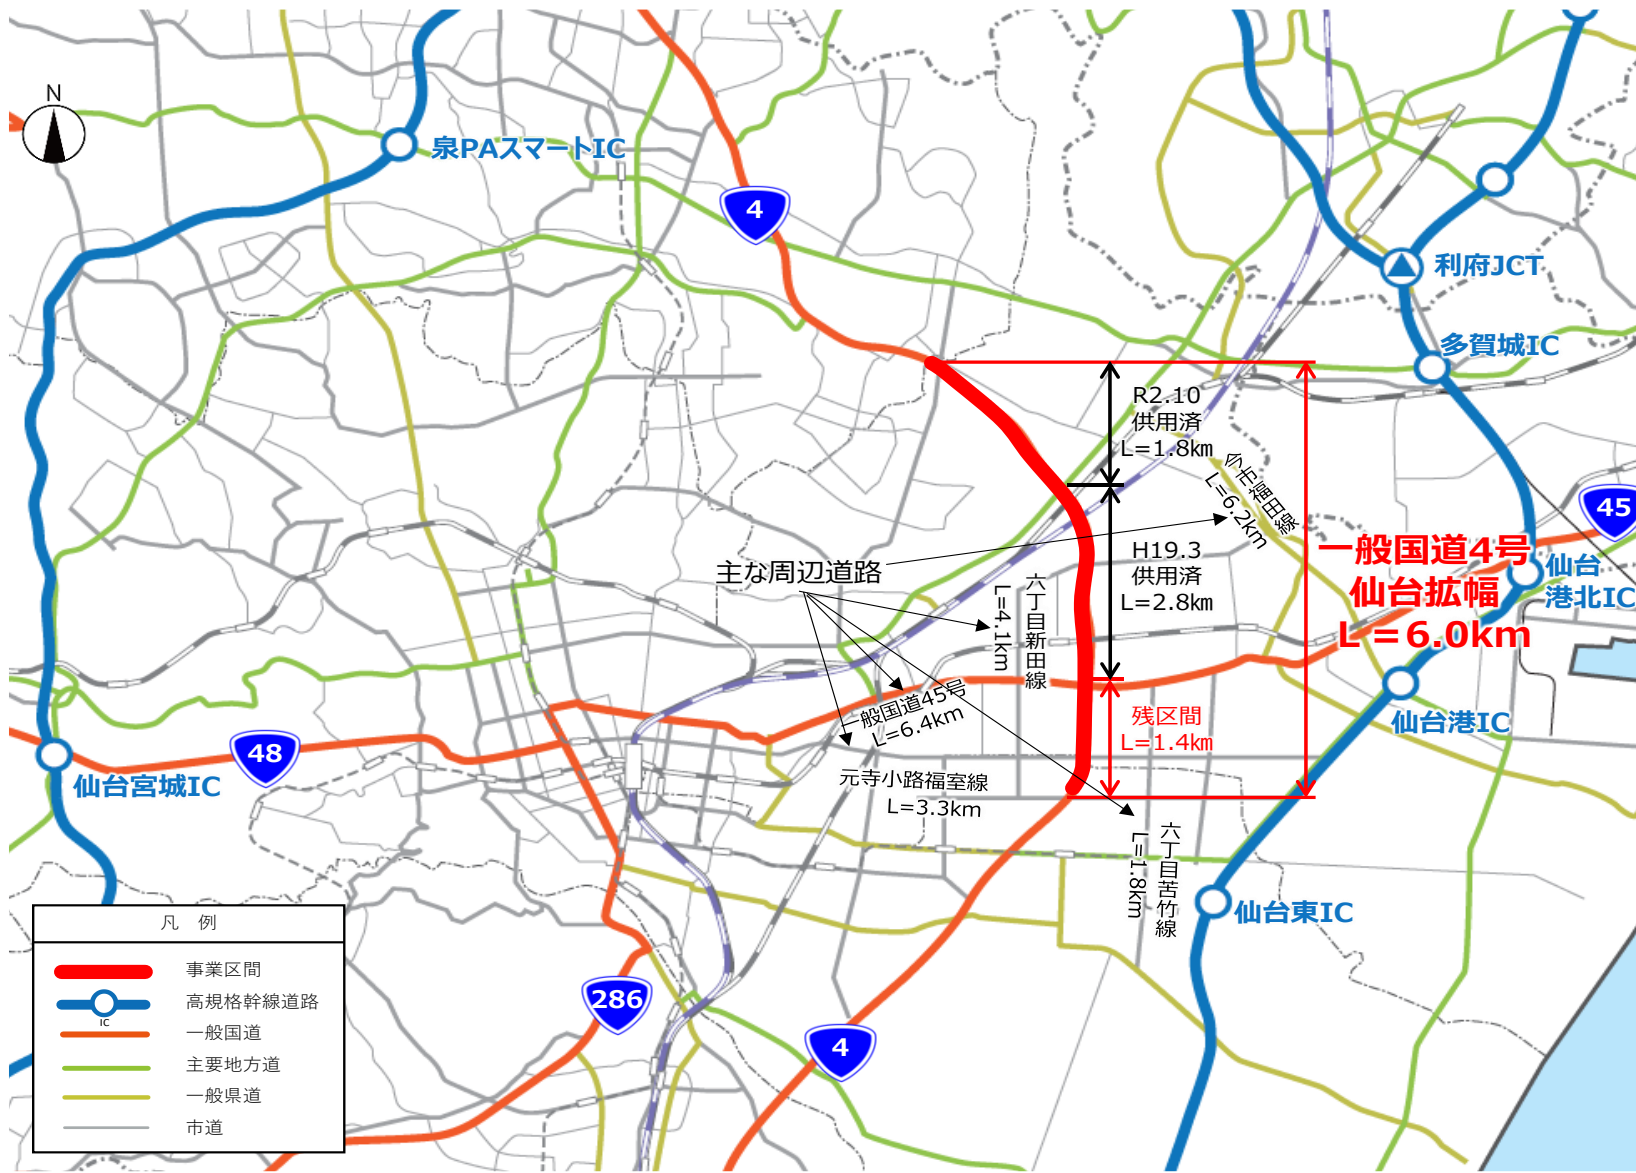 N
泉PAスマートIC
4
利府JCT
多賀城IC
R2.10
供用済
L=1.8km
今市福田線
L=6.2km
45
一般国道4号
仙台拡幅
L=6.0km
H19.3
供用済
L=2.8km
仙台
港北IC
主な周辺道路
六丁目新田線
L=4.1km
一般国道45号
L=6.4km
残区間
L=1.4km
仙台港IC
48
仙台宮城IC
元寺小路福室線
L=3.3km
六丁目苦竹線
L=1.8km
仙台東IC
286
4
凡 例
事業区間
高規格幹線道路
IC
一般国道
主要地方道
一般県道
市道